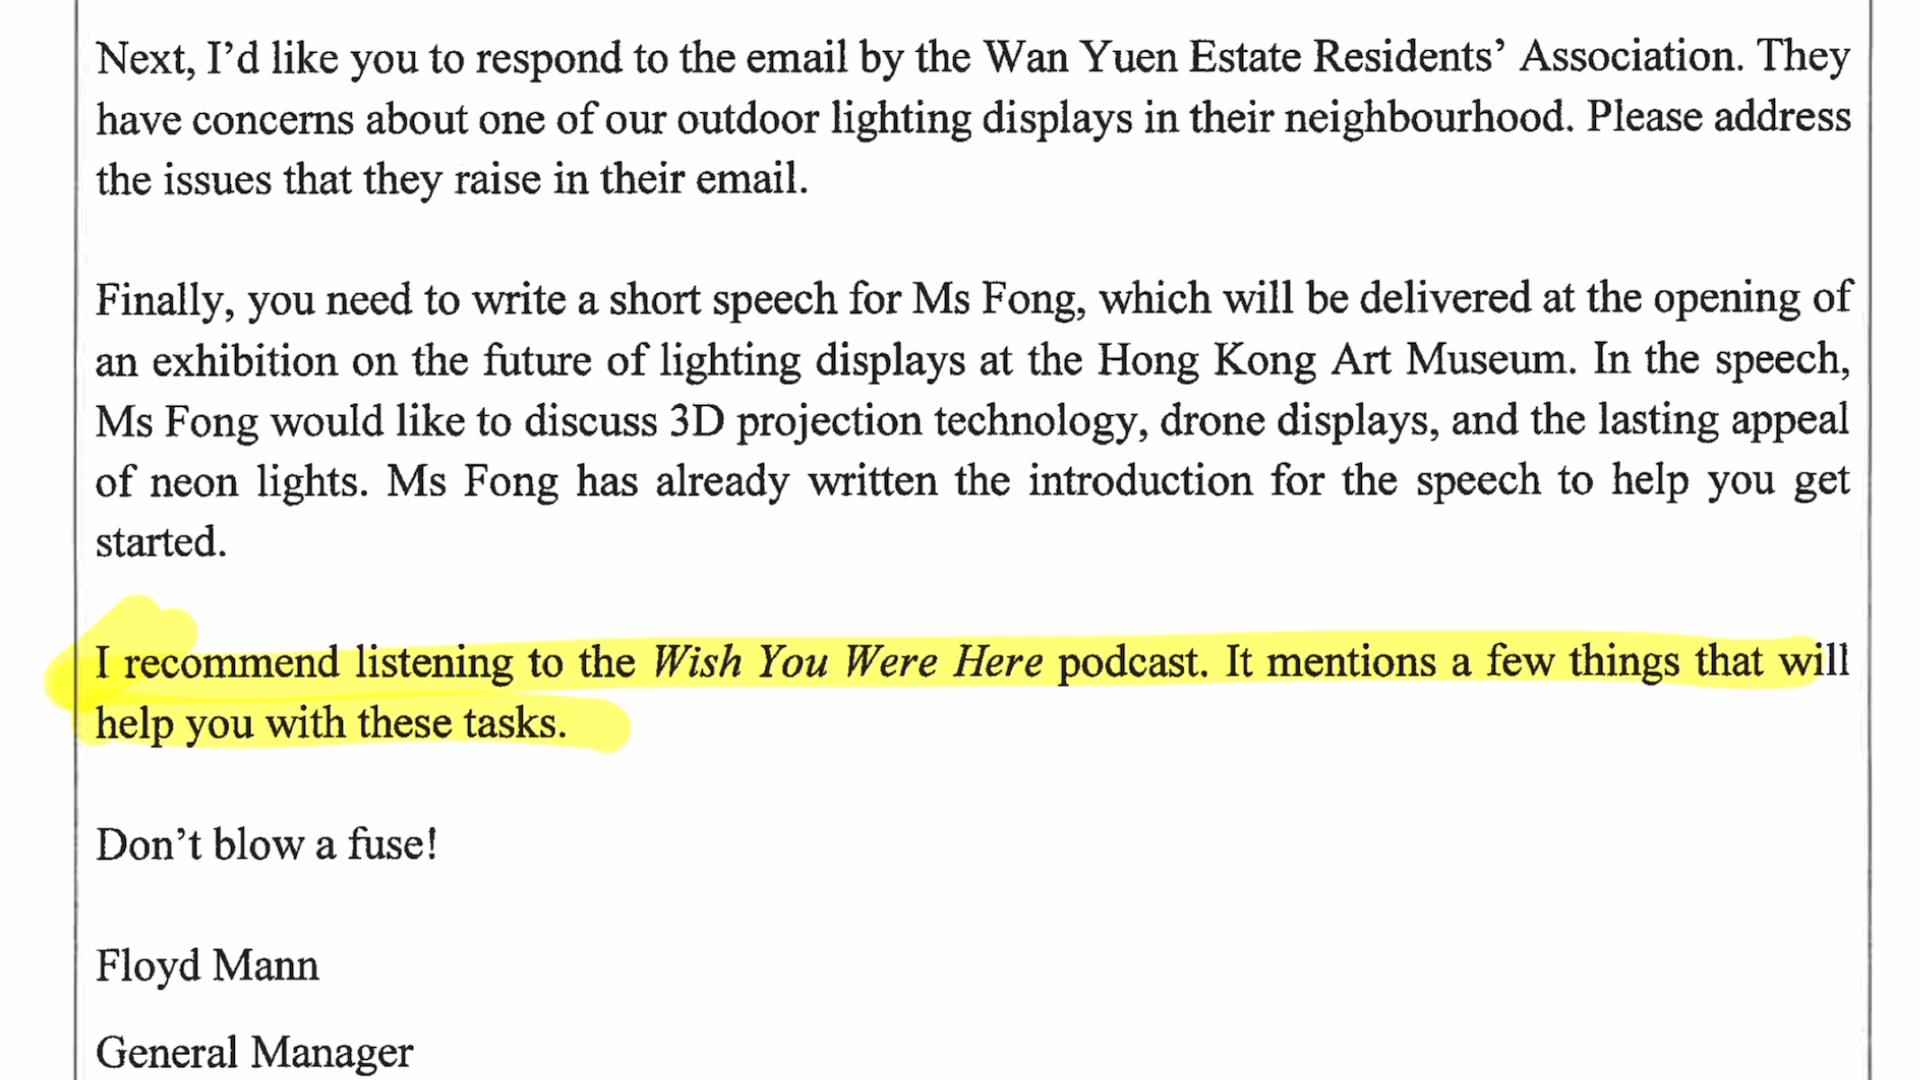 Next, I’d like you to respond to the email by the Wan Yuen Estate Residents’ Association. They
have concerns about one of our outdoor lighting displays in their neighbourhood. Please address
the issues that they raise in their email.
Finally, you need to write a short speech for Ms Fong, which will be delivered at the opening of
an exhibition on the future of lighting displays at the Hong Kong Art Museum. In the speech,
Ms Fong would like to discuss 3D projection technology, drone displays, and the lasting appeal
of neon lights. Ms Fong has already written the introduction for the speech to help you get
started.
I recommend listening to the Wish You Were Here podcast. It mentions a few things that will
help you with these tasks.
Don’t blow a fuse!
Floyd Mann
General Manager